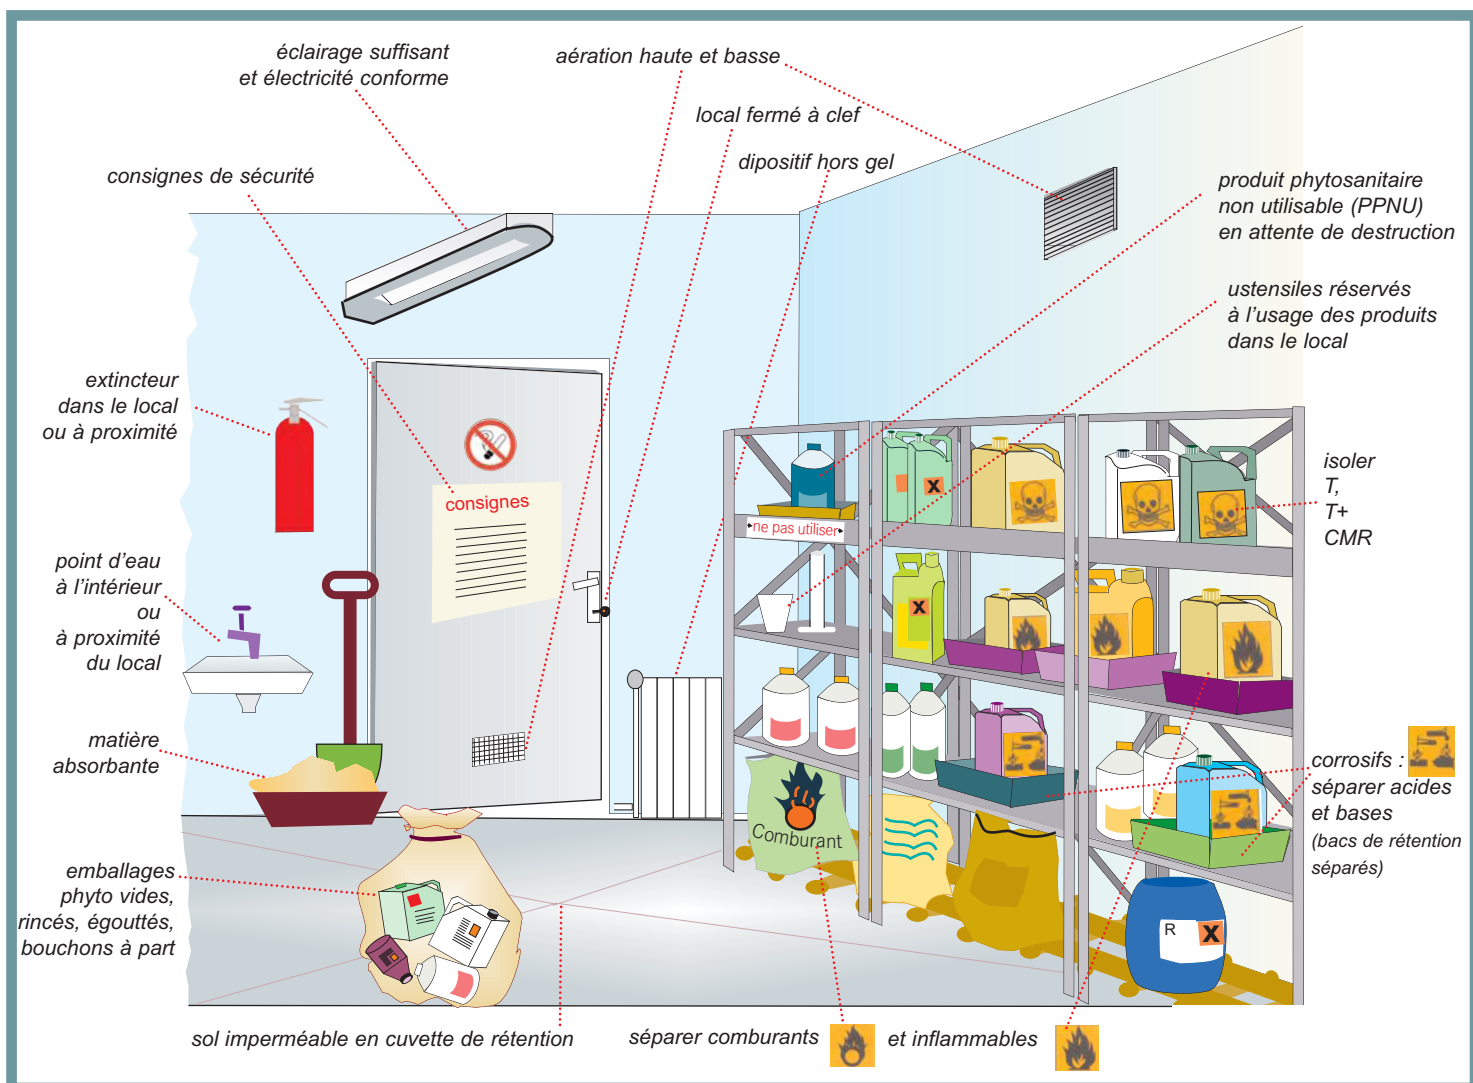 éclairage suffisant
et électricité conforme
aération haute et basse
local fermé à clef
dipositif hors gel
consignes de sécurité
produit phytosanitaire
non utilisable (PPNU)
en attente de destruction
ustensiles réservés
à l'usage des produits
dans le local
extincteur
dans le local
ou à proximité
consignes
isoler
T,
T+
CMR
X
ne pas utiliser
point d'eau
à l'intérieur
ou
à proximité
du local
X
matière
absorbante
corrosifs :
séparer acides
et bases
(bacs de rétention
séparés)
Comburant
emballages
phyto vides,
rincés, égouttés,
bouchons à part
R X
sol imperméable en cuvette de rétention
séparer comburants et inflammables